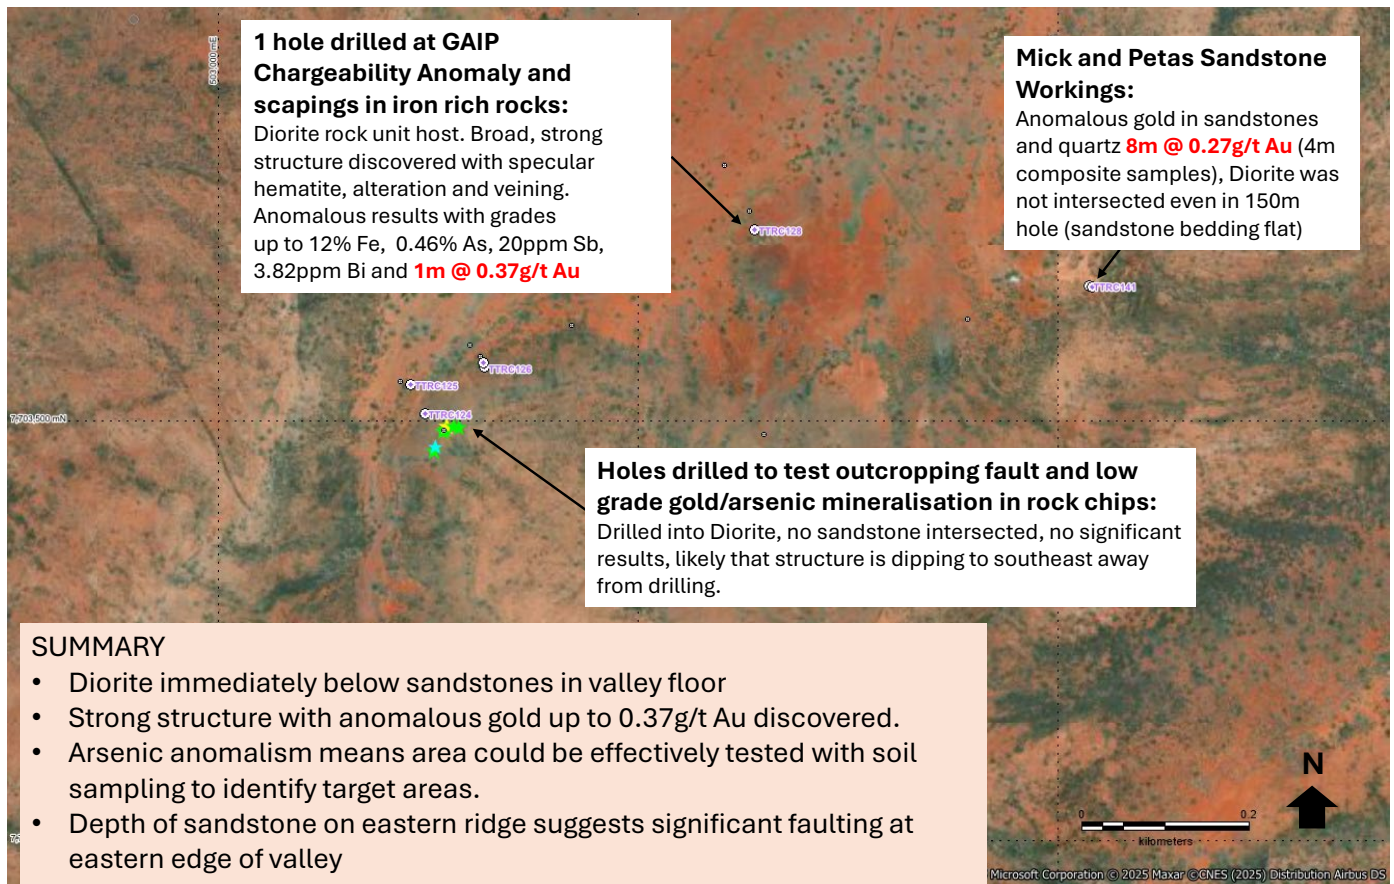 603,000 mE
1 hole drilled at GAIP
Chargeability Anomaly and
scapings in iron rich rocks:
Diorite rock unit host. Broad, strong
structure discovered with specular
hematite, alteration and veining.
Anomalous results with grades
up to 12% Fe,  0.46% As, 20ppm Sb,
3.82ppm Bi and 1m @ 0.37g/t Au
Mick and Petas Sandstone
Workings:
Anomalous gold in sandstones
and quartz 8m @ 0.27g/t Au (4m
composite samples), Diorite was
not intersected even in 150m
hole (sandstone bedding flat)
TTRC128
TTRC141
TTRC126
TTRC125
TTRC124
7,703,500 mN
Holes drilled to test outcropping fault and low
grade gold/arsenic mineralisation in rock chips:
Drilled into Diorite, no sandstone intersected, no significant
results, likely that structure is dipping to southeast away
from drilling.
SUMMARY
• Diorite immediately below sandstones in valley floor
• Strong structure with anomalous gold up to 0.37g/t Au discovered.
• Arsenic anomalism means area could be effectively tested with soil
sampling to identify target areas.
• Depth of sandstone on eastern ridge suggests significant faulting at
eastern edge of valley
N
0 0.2
kilometers
Microsoft Corporation © 2025 Maxar ©CNES (2025) Distribution Airbus DS